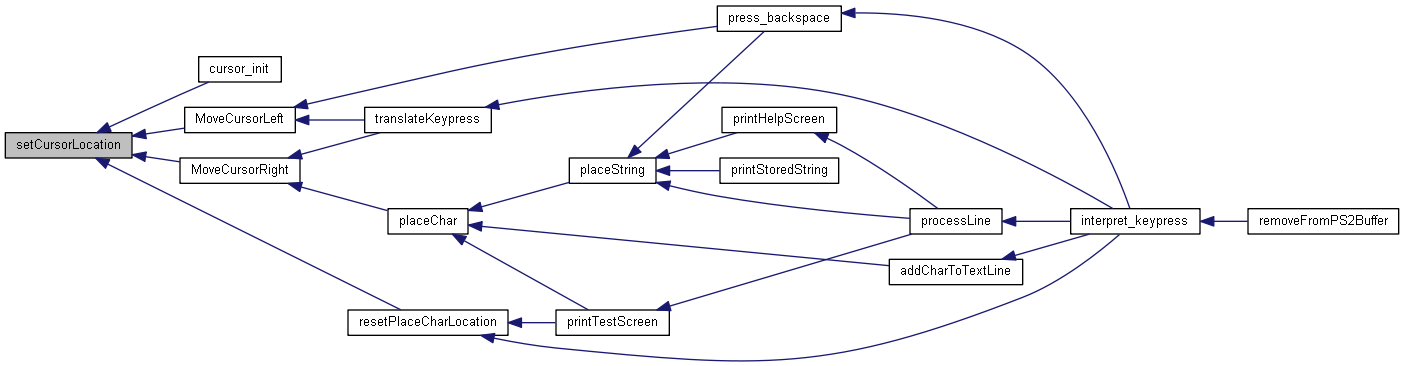 press_backspace
cursor_init
MoveCursorLeft
translateKeypress
printHelpScreen
setCursorLocation
MoveCursorRight
placeString
printStoredString
placeChar
processLine
interpret_keypress
removeFromPS2Buffer
addCharToTextLine
resetPlaceCharLocation
printTestScreen